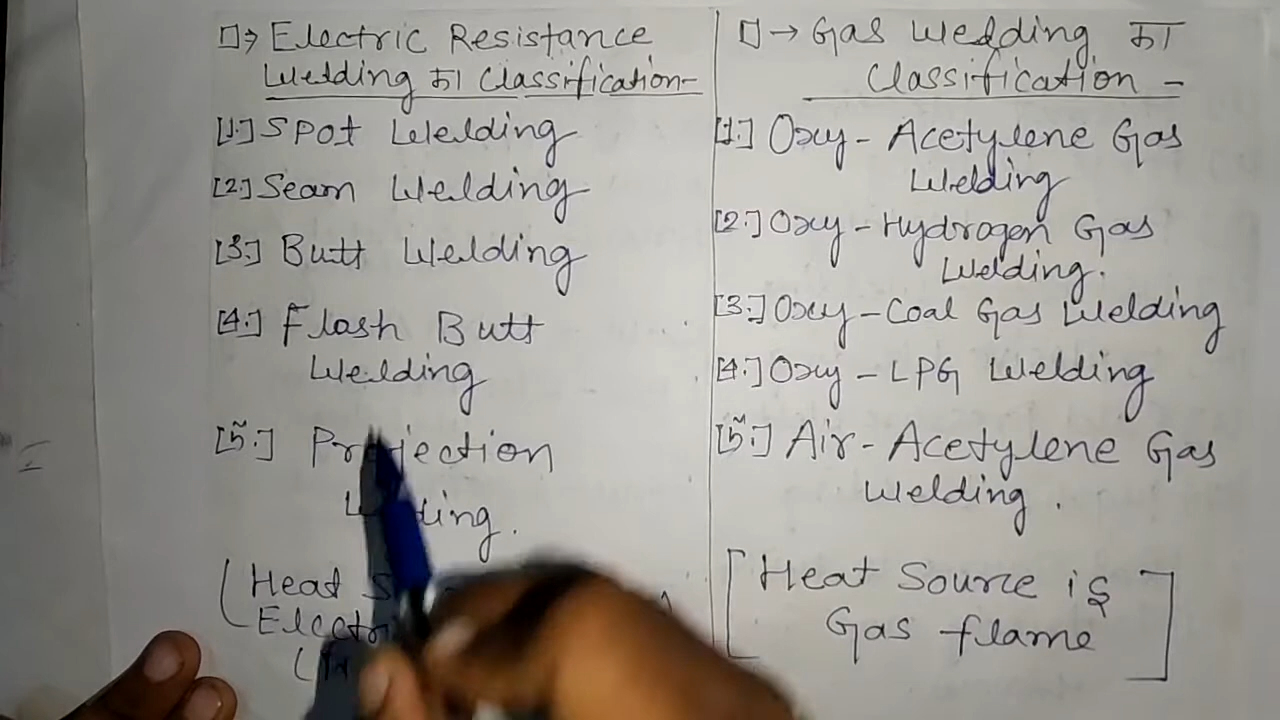 □→ Electric Resistance
Welding का Classification-
[1.] Spot Welding
[2.] Seam Welding
[3.] Butt Welding
[4.] Flash Butt
Welding
[5.] Projection
(Heat
□→ Gas Welding का
Classification -
[1.] Oxy- Acetylene Gas
Welding
[2.] Oxy-Hydrogen Gas
Welding.
[3.] Oxy-Coal Gas Welding
[4.] Oxy-LPG Welding
[5.] Air-Acetylene Gas
Welding.
[Heat Source is
Gas flame]